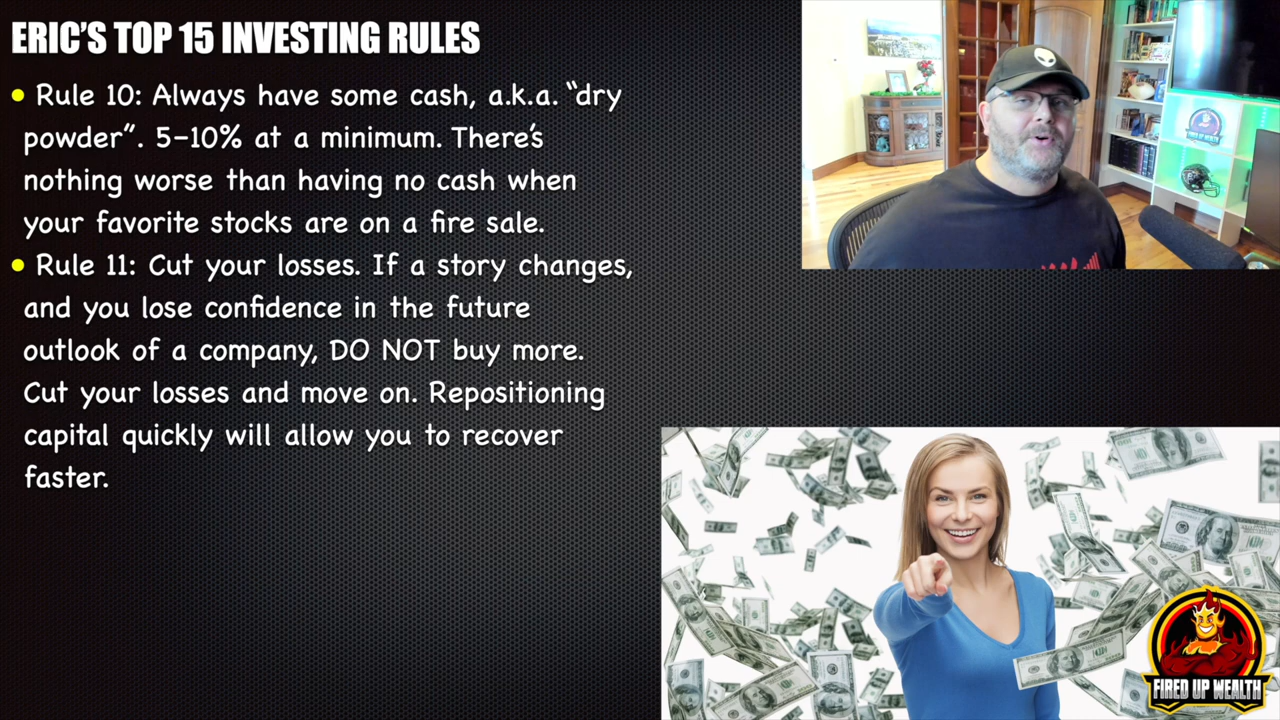 ERIC'S TOP 15 INVESTING RULES
• Rule 10: Always have some cash, a.k.a. “dry
powder”. 5–10% at a minimum. There's
nothing worse than having no cash when
your favorite stocks are on a fire sale.
• Rule 11: Cut your losses. If a story changes,
and you lose confidence in the future
outlook of a company, DO NOT buy more.
Cut your losses and move on. Repositioning
capital quickly will allow you to recover
faster.
FIRED UP WEALTH